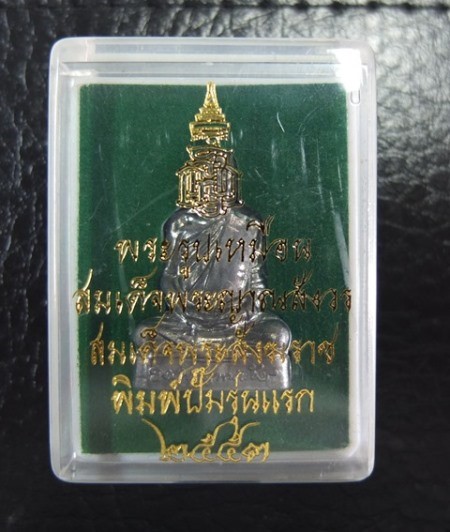 พระรูปเหมือน
สมเด็จพระญาณสังวร
สมเด็จพระสังฆราช
พิมพ์ปั๊มรุ่นแรก
๒๕๕๓